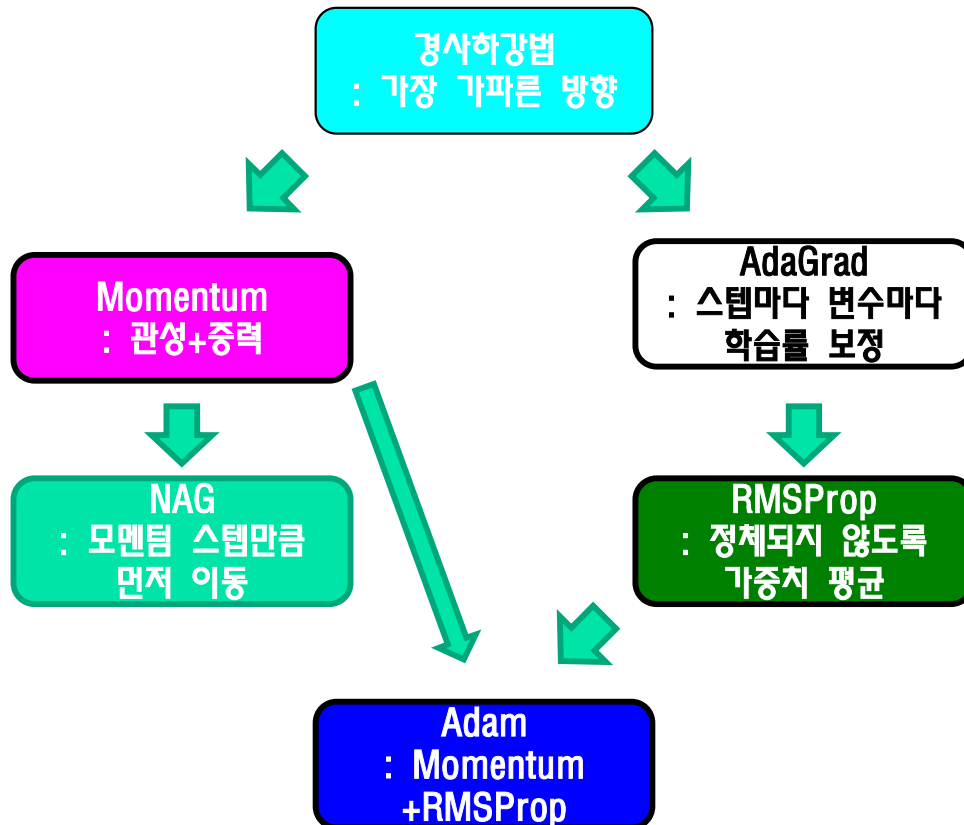 경사하강법
: 가장 가파른 방향
Momentum
: 관성+중력
AdaGrad
: 스텝마다 변수마다
학습률 보정
NAG
: 모멘텀 스텝만큼
먼저 이동
RMSProp
: 정체되지 않도록
가중치 평균
Adam
: Momentum
+RMSProp